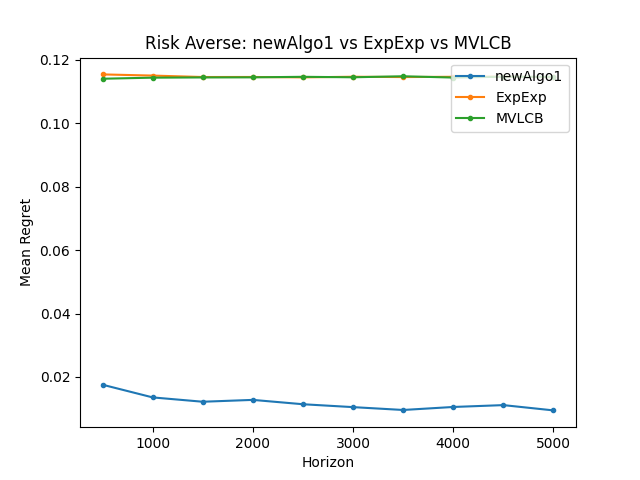 Risk Averse: newAlgo1 vs ExpExp vs MVLCB
0.12
0.10
0.08
0.06
0.04
0.02
Mean Regret
newAlgo1
ExpExp
MVLCB
1000
2000
3000
4000
5000
Horizon